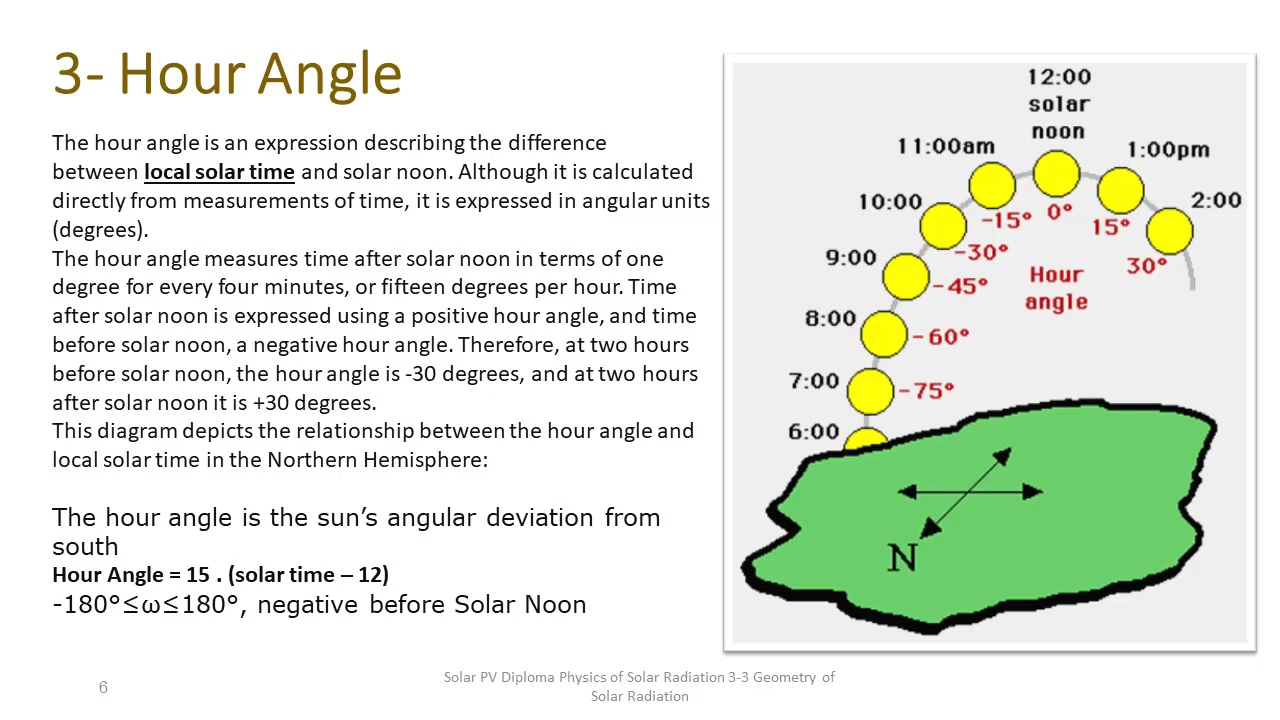 3- Hour Angle
The hour angle is an expression describing the difference
between local solar time and solar noon. Although it is calculated
directly from measurements of time, it is expressed in angular units
(degrees).
The hour angle measures time after solar noon in terms of one
degree for every four minutes, or fifteen degrees per hour. Time
after solar noon is expressed using a positive hour angle, and time
before solar noon, a negative hour angle. Therefore, at two hours
before solar noon, the hour angle is -30 degrees, and at two hours
after solar noon it is +30 degrees.
This diagram depicts the relationship between the hour angle and
local solar time in the Northern Hemisphere:
The hour angle is the sun’s angular deviation from
south
Hour Angle = 15 . (solar time – 12)
-180°≤ω≤180°, negative before Solar Noon
12:00
solar
noon
11:00am
1:00pm
10:00
2:00
-15°
0°
15°
9:00
-30°
30°
-45°
Hour
angle
8:00
-60°
7:00
-75°
6:00
N
6
Solar PV Diploma Physics of Solar Radiation 3-3 Geometry of
Solar Radiation